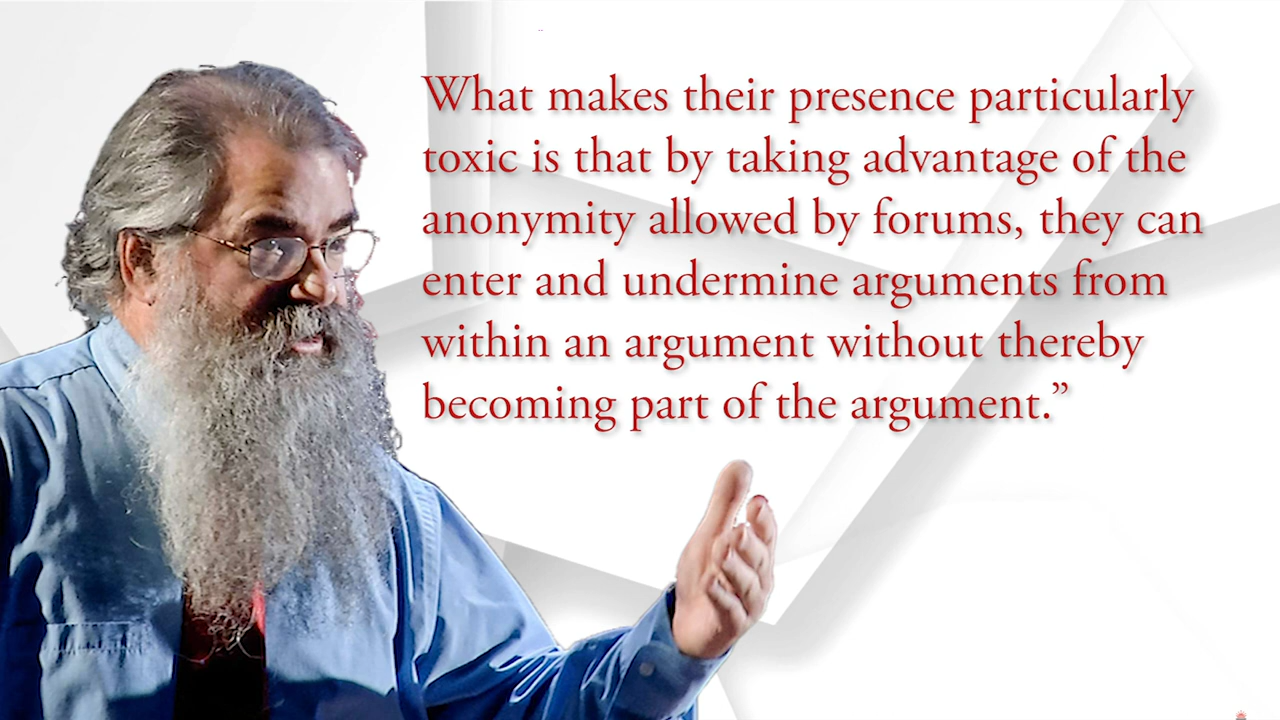 What makes their presence particularly
toxic is that by taking advantage of the
anonymity allowed by forums, they can
enter and undermine arguments from
within an argument without thereby
becoming part of the argument.”